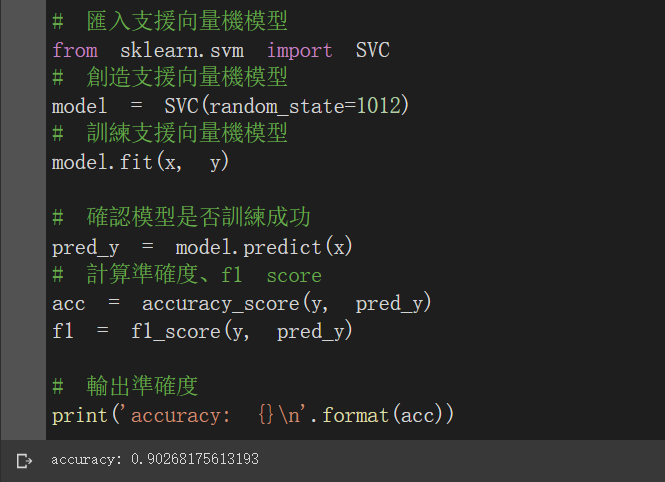 # 匯入支援向量機模型
from sklearn.svm import SVC
# 創造支援向量機模型
model = SVC(random_state=1012)
# 訓練支援向量機模型
model.fit(x, y)
# 確認模型是否訓練成功
pred_y = model.predict(x)
# 計算準確度、f1 score
acc = accuracy_score(y, pred_y)
f1 = f1_score(y, pred_y)
# 輸出準確度
print('accuracy: {}\n'.format(acc))
accuracy: 0.90268175613193